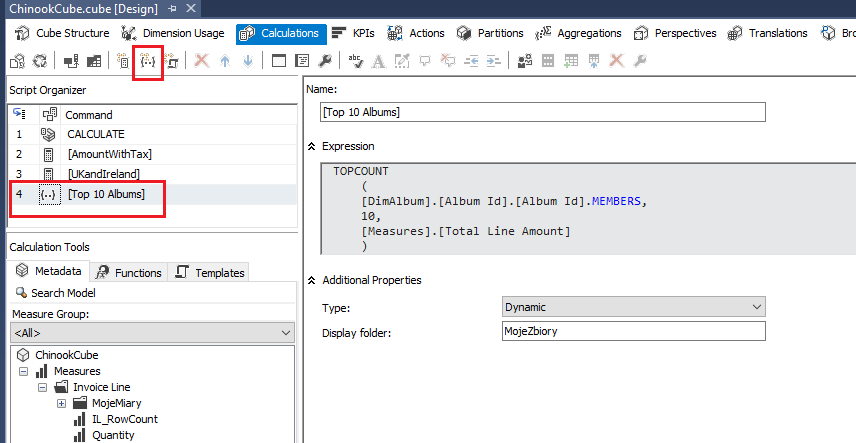 ChinookCube.cube [Design]
Cube Structure Dimension Usage Calculations KPIs Actions Partitions Aggregations Perspectives Translations Bro
Script Organizer
Command
1 CALCULATE
2 [AmountWithTax]
3 [UKandIreland]
4 {..} [Top 10 Albums]
Calculation Tools
Metadata Functions Templates
Search Model
Measure Group:
<All>
ChinookCube
Measures
Invoice Line
MojeMiary
IL_RowCount
Quantity
Name:
[Top 10 Albums]
Expression
TOPCOUNT
(
[DimAlbum].[Album Id].[Album Id].MEMBERS,
10,
[Measures].[Total Line Amount]
)
Additional Properties
Type: Dynamic
Display folder: MojeZbiory